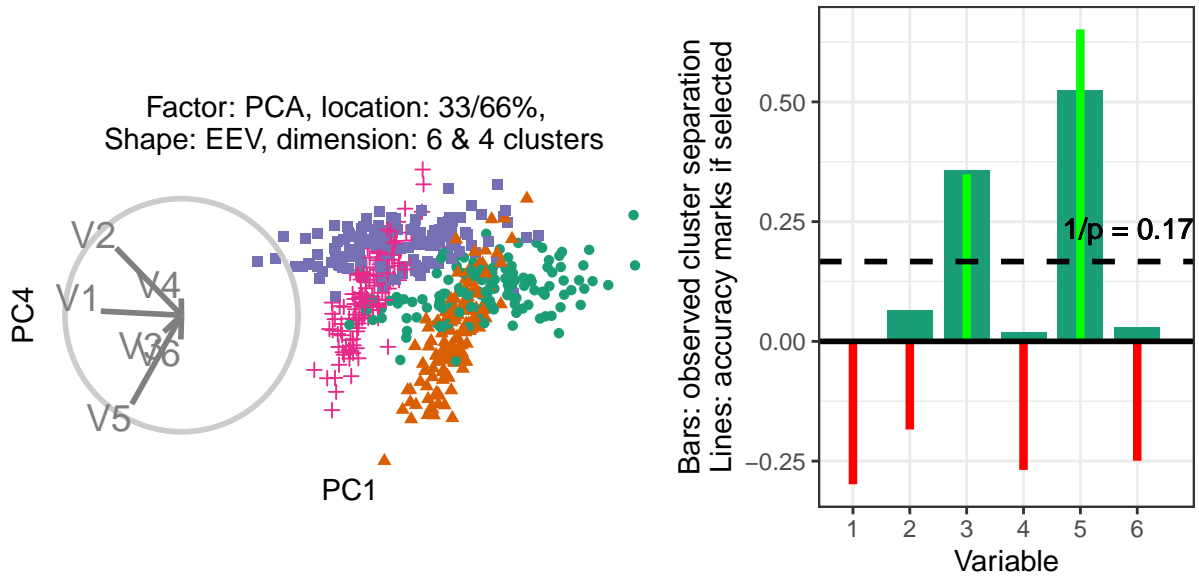 Factor: PCA, location: 33/66%,
Shape: EEV, dimension: 6 & 4 clusters
V2
V4
V1
V3
V6
V5
PC4
PC1
Bars: observed cluster separation
Lines: accuracy marks if selected
0.50
0.25
0.00
−0.25
1/p = 0.17
1 2 3 4 5 6
Variable